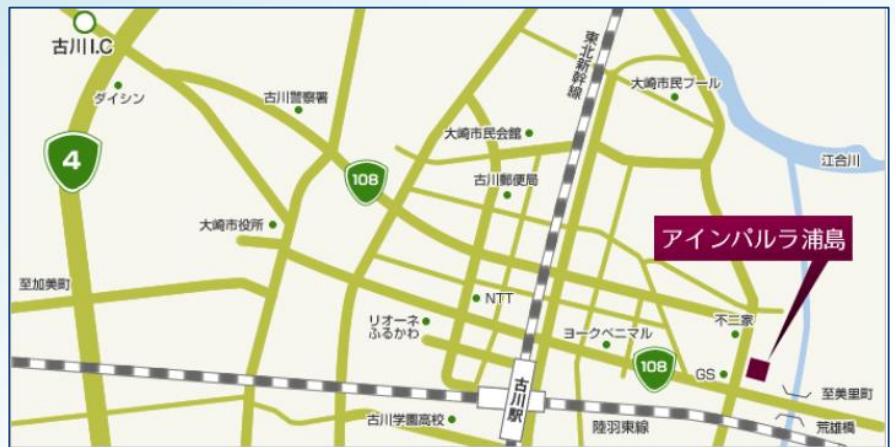 古川I.C
ダイシン
4
古川警察署
108
大崎市役所
至加美町
東北新幹線
大崎市民プール
大崎市民会館
古川郵便局
江合川
アインパルラ浦島
NTT
リオーネ
ふるかわ
ヨークベニマル
不二家
108
GS
至美里町
荒雄橋
古川駅
陸羽東線
古川学園高校